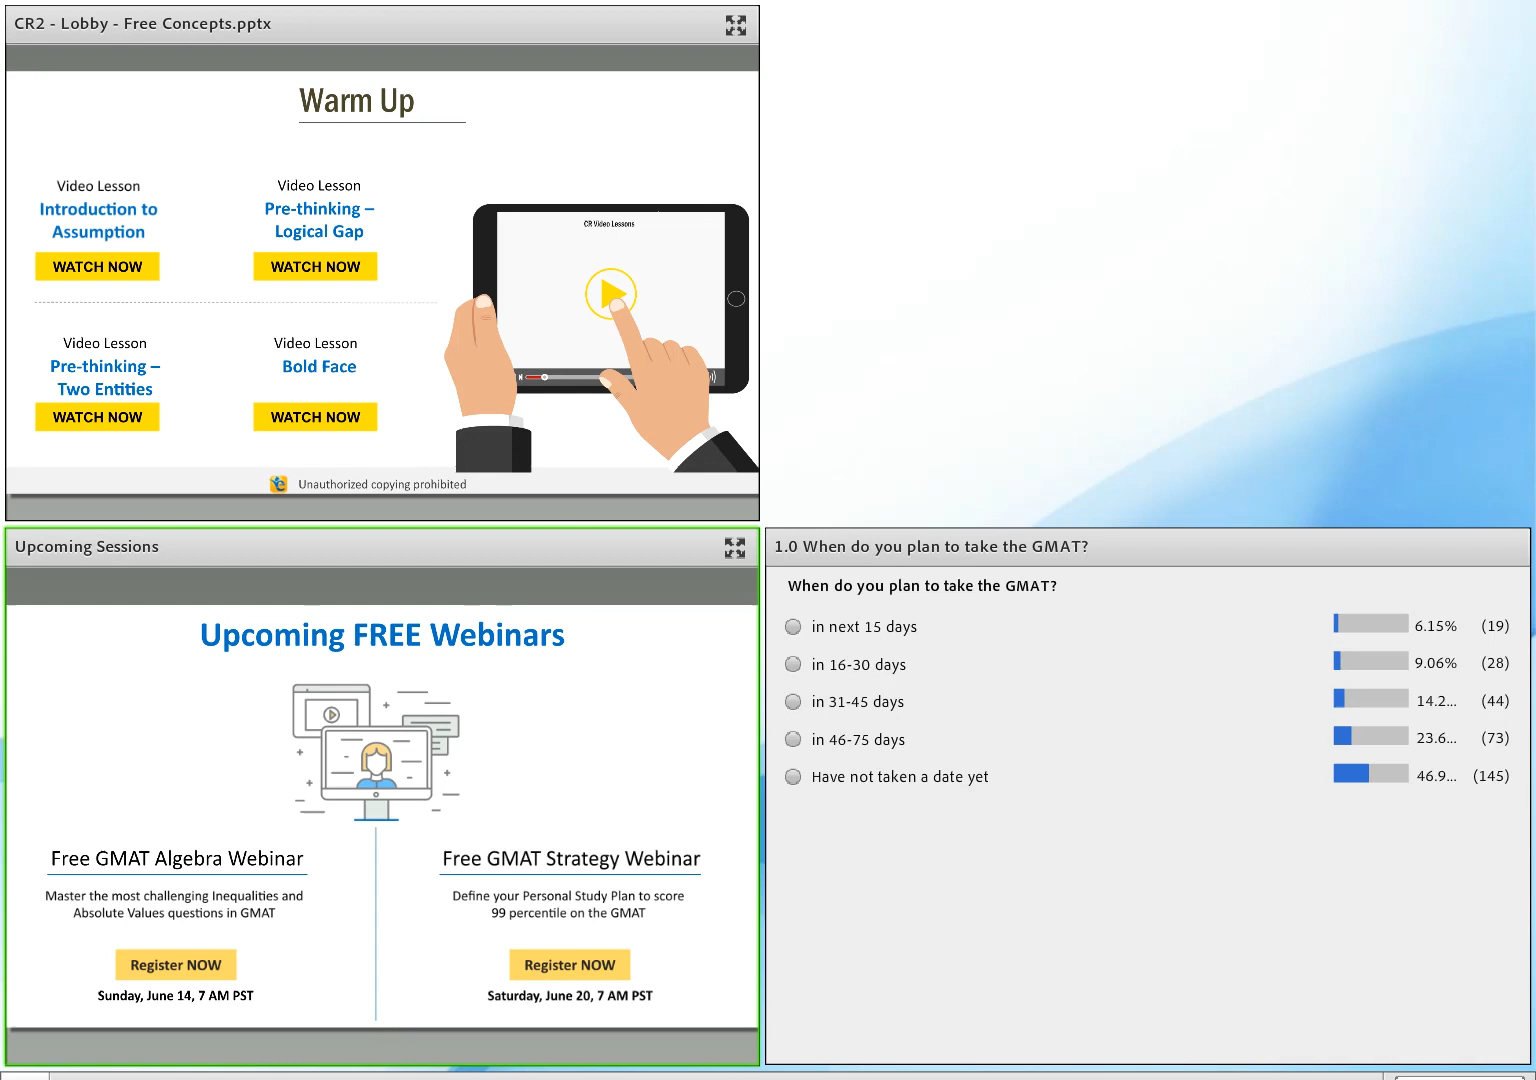 CR2 - Lobby - Free Concepts.pptx
Warm Up
Video Lesson
Introduction to
Assumption
WATCH NOW
Video Lesson
Pre-thinking –
Logical Gap
WATCH NOW
Video Lesson
Pre-thinking –
Two Entities
WATCH NOW
Video Lesson
Bold Face
WATCH NOW
CR Video Lessons
Unauthorized copying prohibited
Upcoming Sessions
Upcoming FREE Webinars
Free GMAT Algebra Webinar
Master the most challenging Inequalities and
Absolute Values questions in GMAT
Register NOW
Sunday, June 14, 7 AM PST
Free GMAT Strategy Webinar
Define your Personal Study Plan to score
99 percentile on the GMAT
Register NOW
Saturday, June 20, 7 AM PST
1.0 When do you plan to take the GMAT?
When do you plan to take the GMAT?
in next 15 days 6.15% (19)
in 16-30 days 9.06% (28)
in 31-45 days 14.2... (44)
in 46-75 days 23.6... (73)
Have not taken a date yet 46.9... (145)